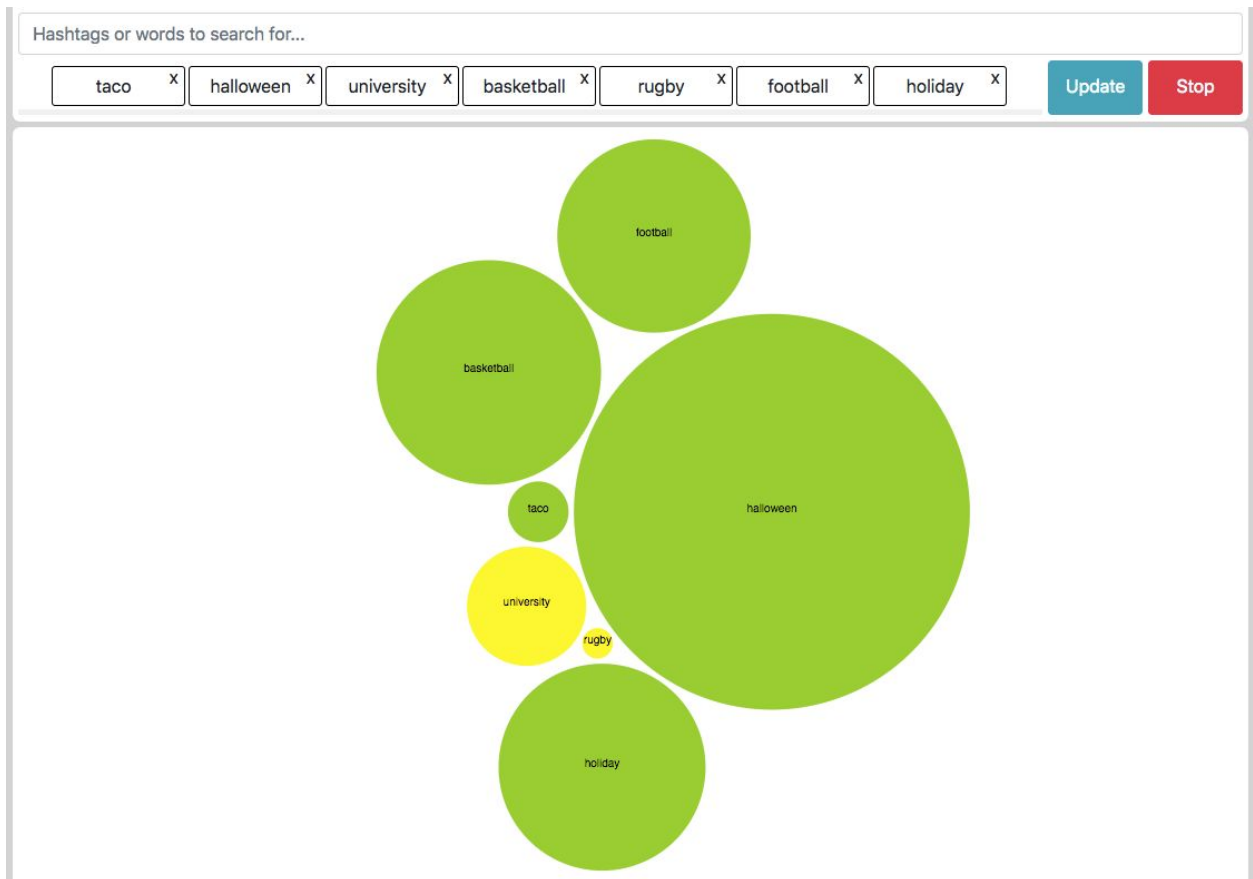 Hashtags or words to search for...
taco x halloween x university x basketball x rugby x football x holiday x Update Stop
football
basketball
taco
halloween
university
rugby
holiday